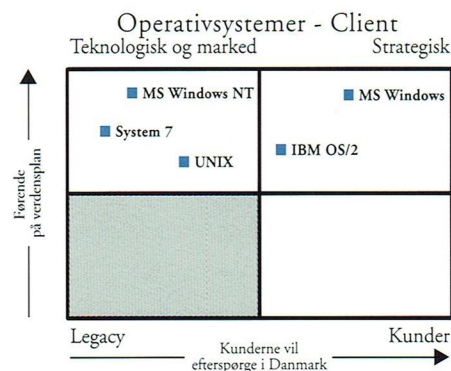 Operativsystemer - Client
Teknologisk og marked
Strategisk
MS Windows NT
MS Windows
System 7
IBM OS/2
UNIX
Førende
på verdensplan
Legacy
Kunder
Kunderne vil
efterspørge i Danmark